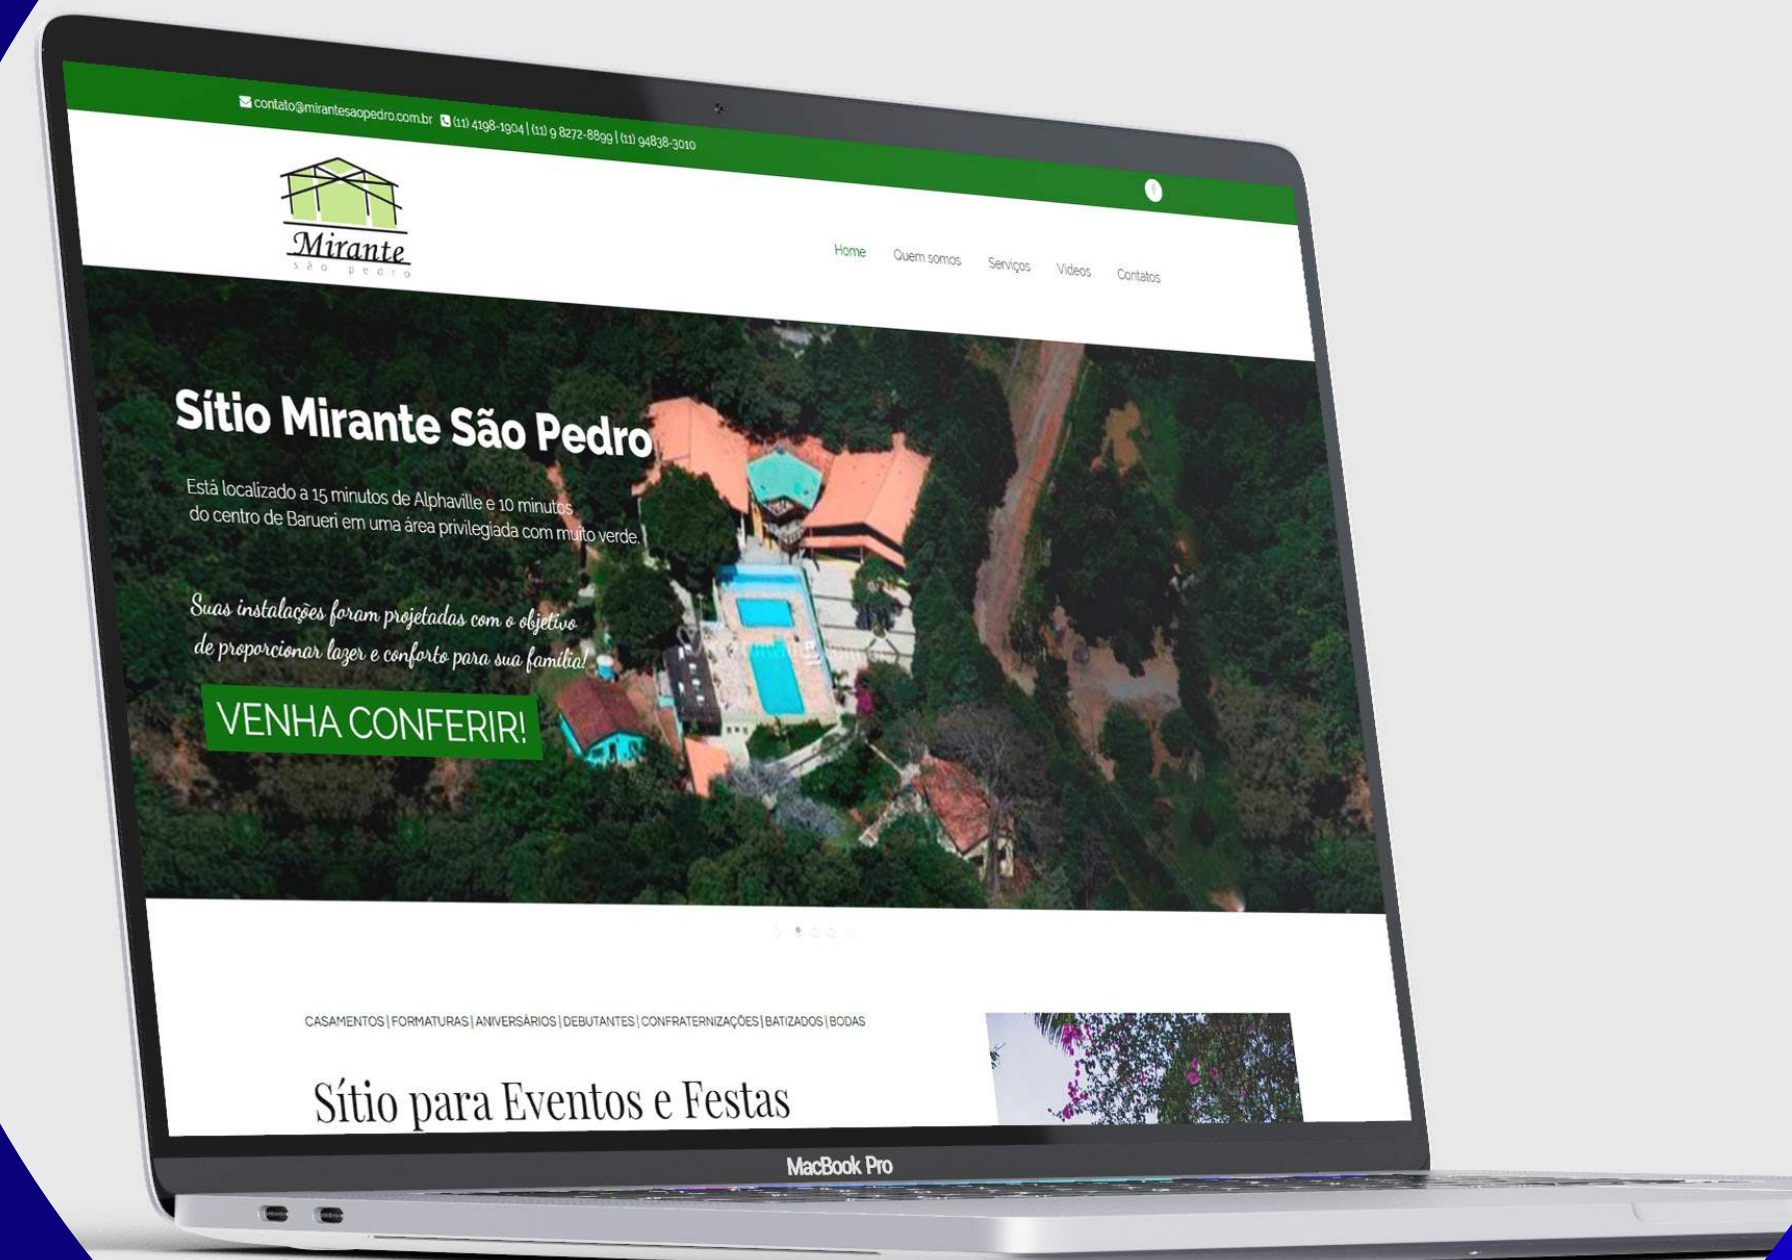 contato@mirantesaopedro.com.br (11) 4198-1904 | (11) 9 8272-8899 | (11) 94838-3010
Mirante
são pedro
Home Quem somos Serviços Vídeos Contatos
Sítio Mirante São Pedro
Está localizado a 15 minutos de Alphaville e 10 minutos
do centro de Barueri em uma área privilegiada com muito verde.
Suas instalações foram projetadas com o objetivo
de proporcionar lazer e conforto para sua família!
VENHA CONFERIR!
CASAMENTOS | FORMATURAS | ANIVERSÁRIOS | DEBUTANTES | CONFRATERNIZAÇÕES | BATIZADOS | BODAS
Sítio para Eventos e Festas
MacBook Pro